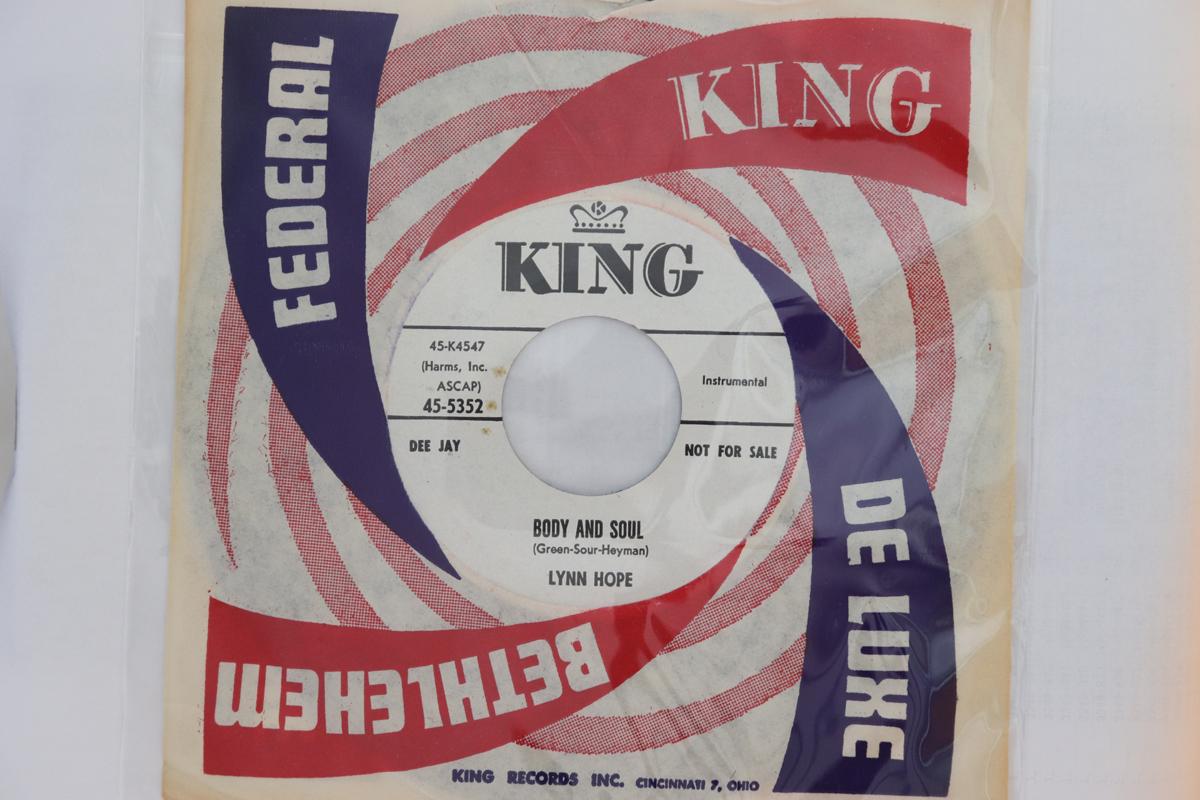 FEDERAL
KING
K
KING
45-K4547
(Harms, Inc.
ASCAP)
45-5352
Instrumental
DEE JAY
NOT FOR SALE
BODY AND SOUL
(Green-Sour-Heyman)
LYNN HOPE
DE LUXE
BETHLEHEM
KING RECORDS INC. CINCINNATI 7, OHIO